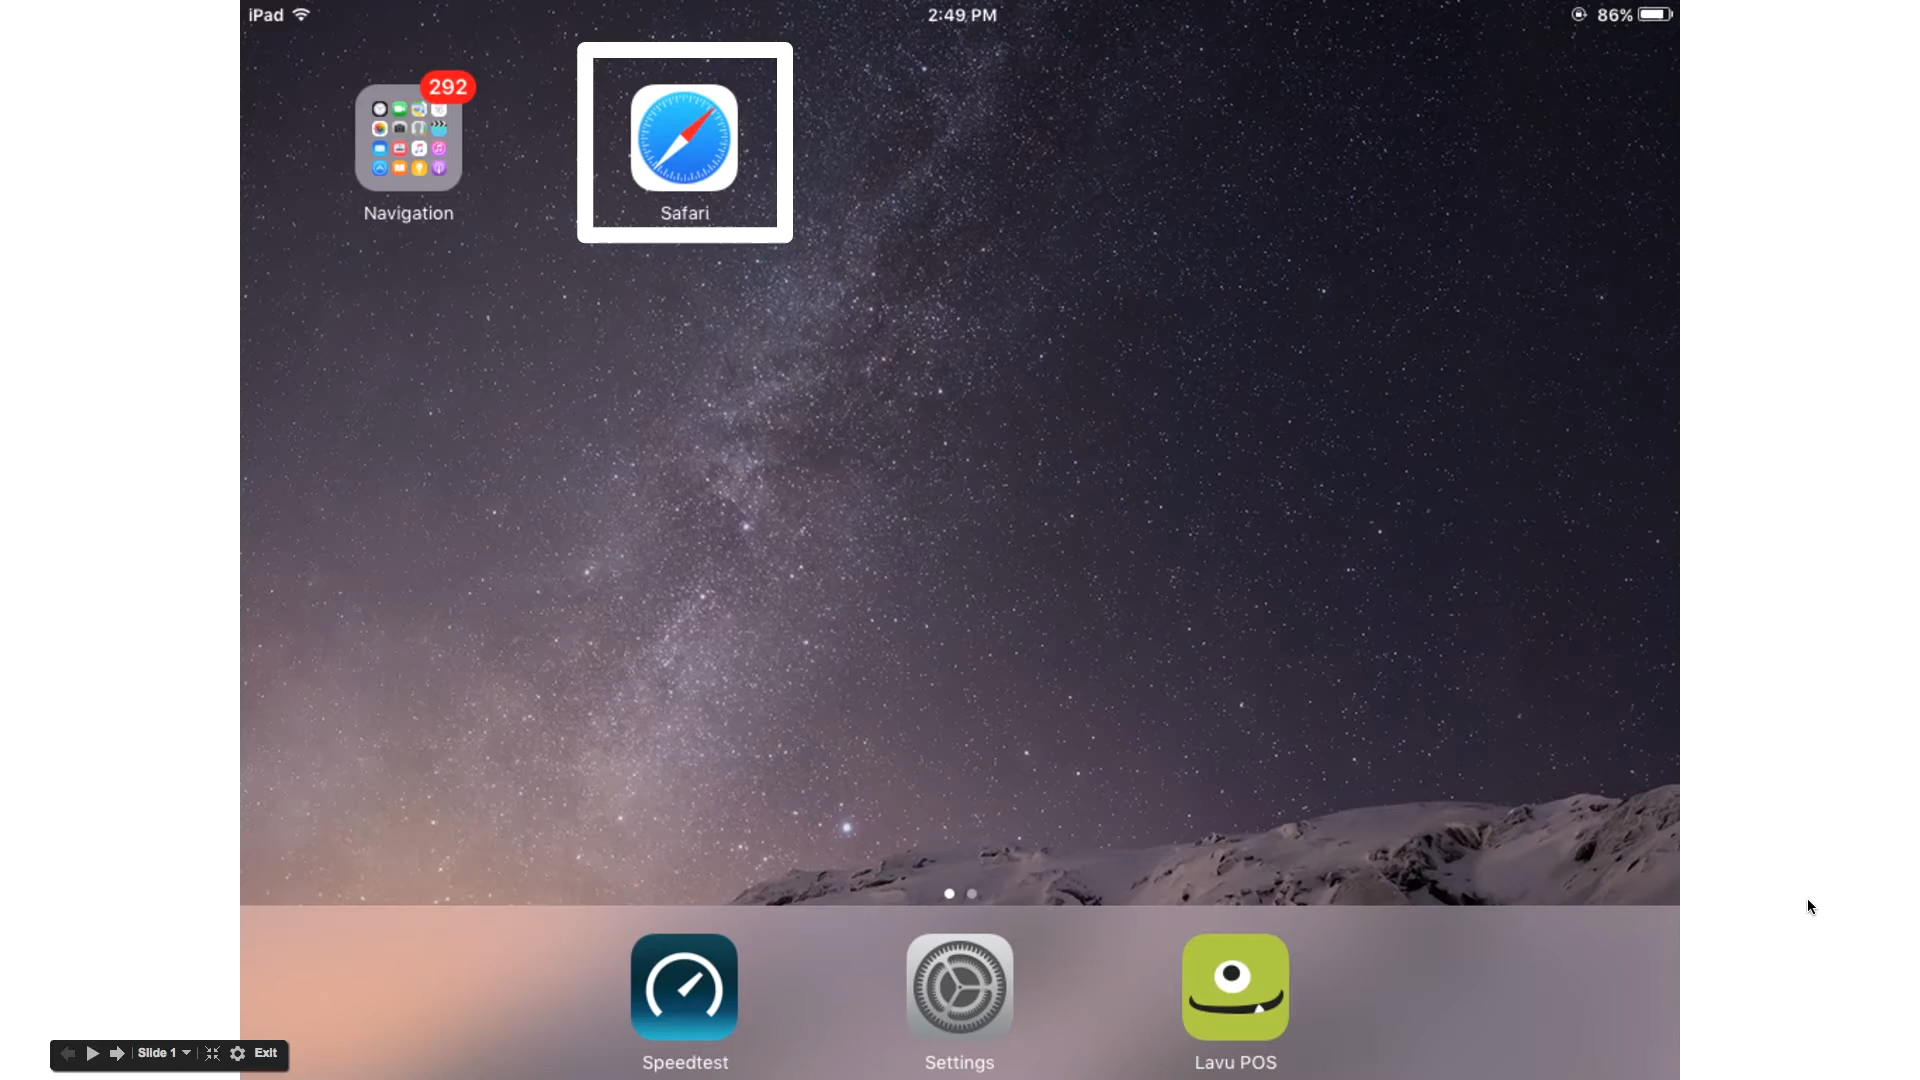 iPad
2:49 PM
86%
292
Navigation
Safari
Speedtest
Settings
Lavu POS
Slide 1
Exit